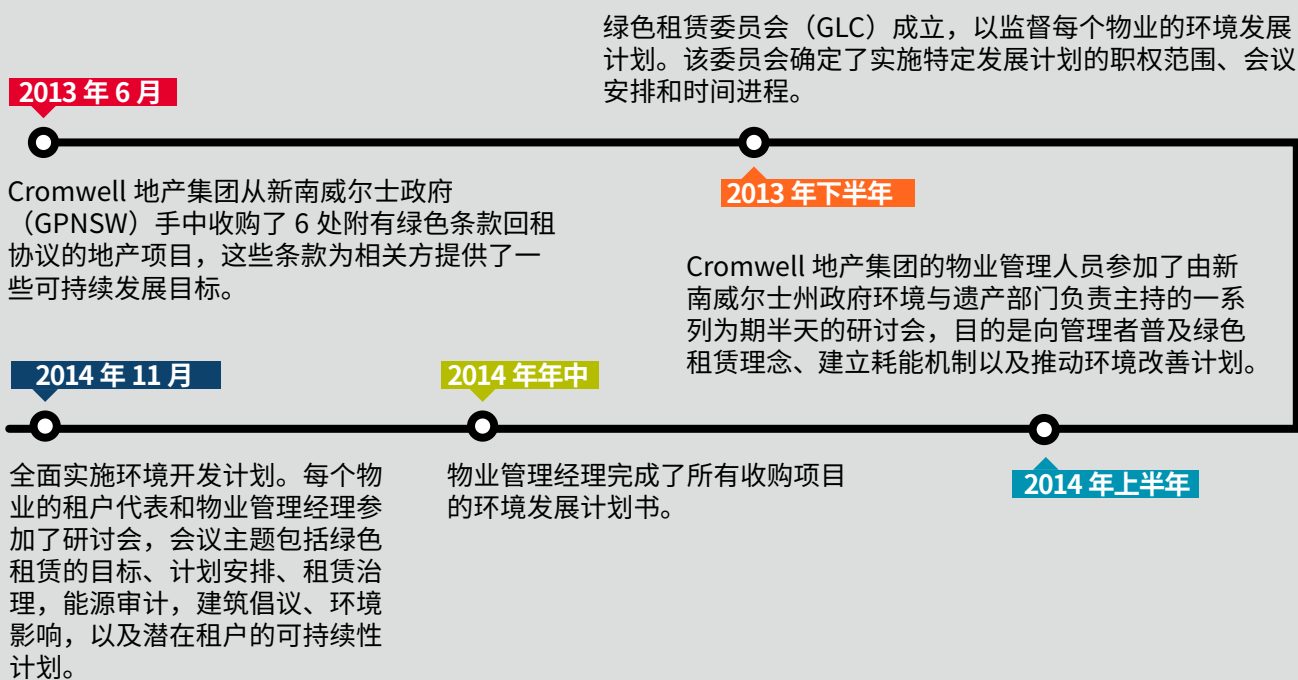 2013 年 6 月
Cromwell 地产集团从新南威尔士政府
（GPNSW）手中收购了 6 处附有绿色条款回租
协议的地产项目，这些条款为相关方提供了一
些可持续发展目标。
绿色租赁委员会（GLC）成立，以监督每个物业的环境发展
计划。该委员会确定了实施特定发展计划的职权范围、会议
安排和时间进程。
2013 年下半年
Cromwell 地产集团的物业管理人员参加了由新
南威尔士州政府环境与遗产部门负责主持的一系
列为期半天的研讨会，目的是向管理者普及绿色
租赁理念、建立耗能机制以及推动环境改善计划。
2014 年上半年
2014 年年中
物业管理经理完成了所有收购项目
的环境发展计划书。
2014 年 11 月
全面实施环境开发计划。每个物
业的租户代表和物业管理经理参
加了研讨会，会议主题包括绿色
租赁的目标、计划安排、租赁治
理，能源审计，建筑倡议、环境
影响，以及潜在租户的可持续性
计划。